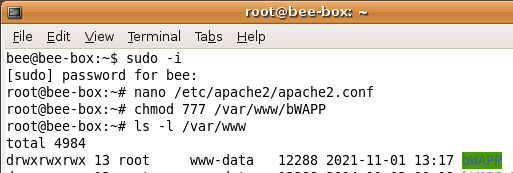 root@bee-box: ~
File Edit View Terminal Tabs Help
bee@bee-box:~$ sudo -i
[sudo] password for bee:
root@bee-box:~# nano /etc/apache2/apache2.conf
root@bee-box:~# chmod 777 /var/www/bWAPP
root@bee-box:~# ls -l /var/www
total 4984
drwxrwxrwx 13 root www-data 12288 2021-11-01 13:17 bWAPP